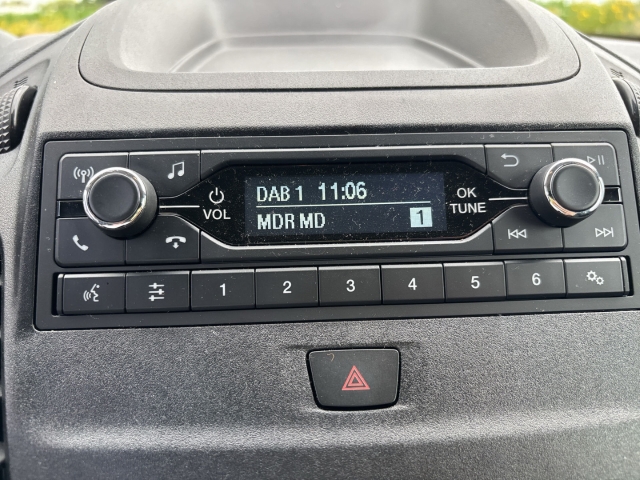 DAB 1 11:06
MDR MD 1
VOL
OK
TUNE
1 2 3 4 5 6